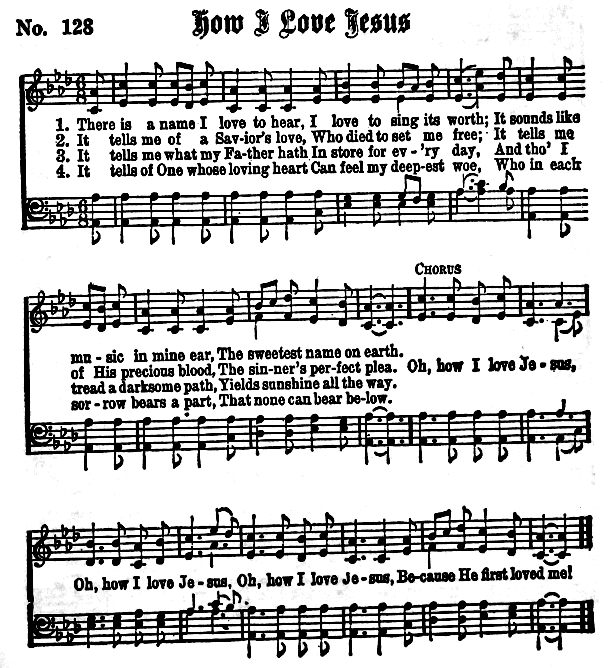 No. 128 How I Love Jesus
1. There is a name I love to hear, I love to sing its worth; It sounds like
2. It tells me of a Sav-ior's love, Who died to set me free; It tells me
3. It tells me what my Fa-ther hath In store for ev-'ry day, And tho' I
4. It tells of One whose loving heart Can feel my deep-est woe, Who in each
CHORUS
mu - sic in mine ear, The sweetest name on earth.
of His precious blood, The sin-ner's per-fect plea. Oh, how I love Je - sus,
tread a darksome path, Yields sunshine all the way.
sor - row bears a part, That none can bear be-low.
Oh, how I love Je - sus, Oh, how I love Je - sus, Be-cause He first loved me!